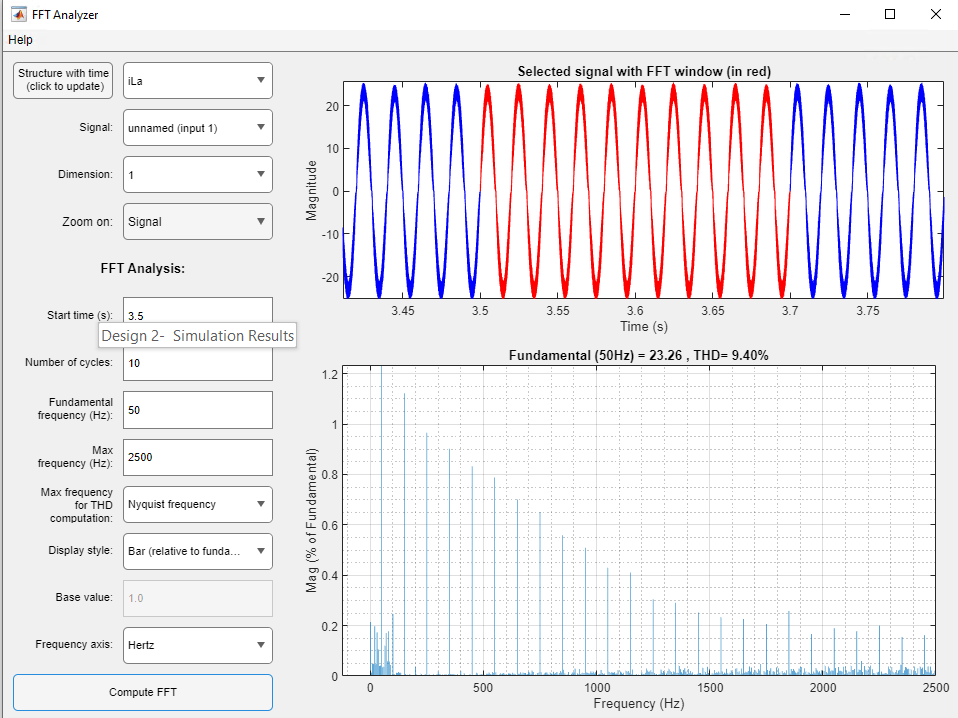 FFT Analyzer
Help
Structure with time
(click to update)
iLa
Signal:
unnamed (input 1)
Dimension:
1
Zoom on:
Signal
FFT Analysis:
Start time (s):
3.5
Design 2-  Simulation Results
Number of cycles:
10
Fundamental
frequency (Hz):
50
Max
frequency (Hz):
2500
Max frequency
for THD
computation:
Nyquist frequency
Display style:
Bar (relative to funda...
Base value:
1.0
Frequency axis:
Hertz
Compute FFT
Selected signal with FFT window (in red)
Magnitude
20
10
0
-10
-20
3.45
3.5
3.55
3.6
3.65
3.7
3.75
Time (s)
Fundamental (50Hz) = 23.26 , THD= 9.40%
Mag (% of Fundamental)
1.2
1
0.8
0.6
0.4
0.2
0
0
500
1000
1500
2000
2500
Frequency (Hz)